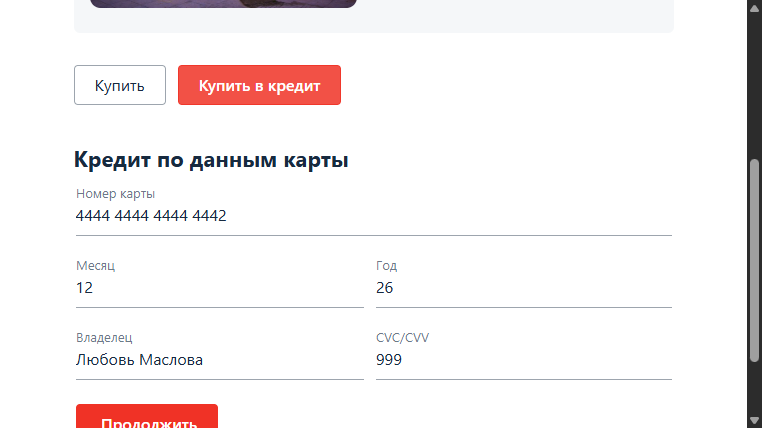 Купить
Купить в кредит
Кредит по данным карты
Номер карты
4444 4444 4444 4442
Месяц
Год
12
26
Владелец
CVC/CVV
Любовь Маслова
999
Продолжить